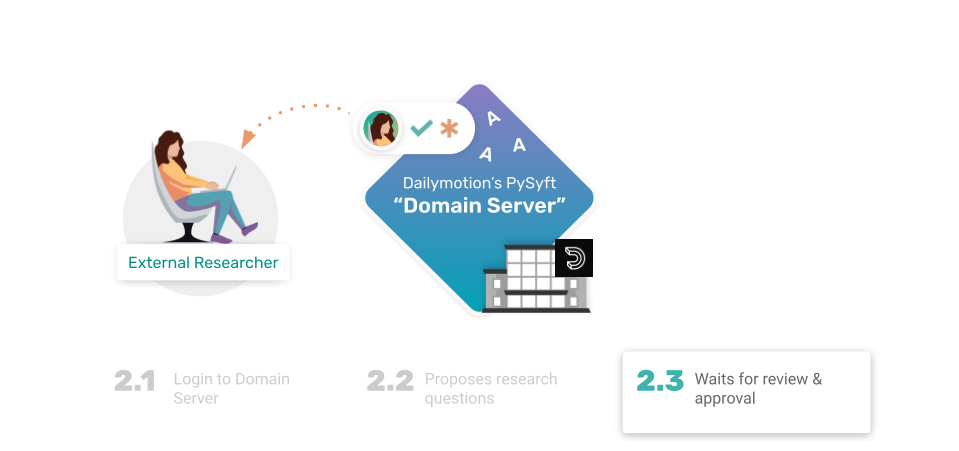 A
A
A
Dailymotion’s PySyft
“Domain Server”
External Researcher
2.1 Login to Domain
Server
2.2 Proposes research
questions
2.3 Waits for review &
approval